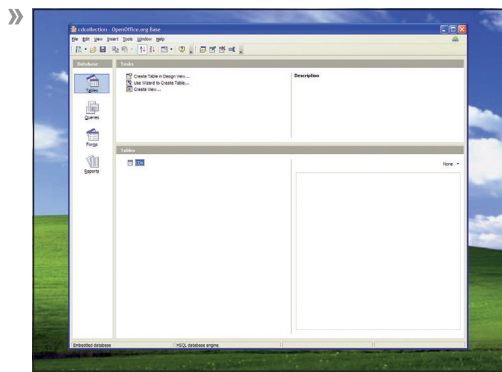 cdcollection - OpenOffice.org Base
File Edit View Insert Tools Window Help
Database
Tasks
Tables
Queries
Forms
Reports
Create Table in Design View...
Use Wizard to Create Table...
Create View...
Description
Tables
None
Embedded database
HSQL database engine